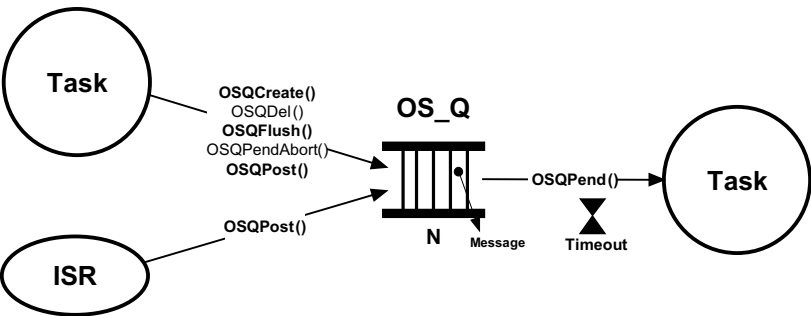 Task
OSQCreate()
OSQDel()
OSQFlush()
OSQPendAbort()
OSQPost()
OS_Q
OSQPend()
Task
OSQPost()
N
Message
Timeout
ISR